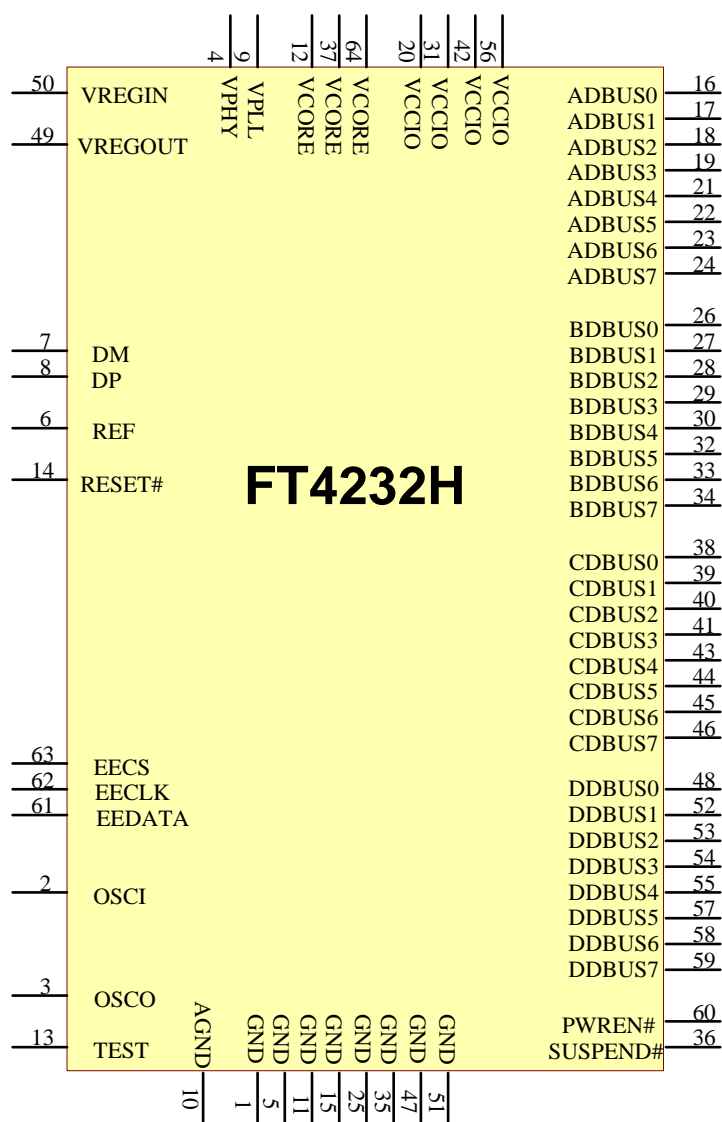 4 9 12 37 64 20 31 42 56
VPHY VPLL VCORE VCORE VCORE VCCIO VCCIO VCCIO VCCIO
50 VREGIN
49 VREGOUT
7 DM
8 DP
6 REF
14 RESET#
FT4232H
63 EECS
62 EECLK
61 EEDATA
2 OSCI
3 OSCO
13 TEST
ADBUS0 16
ADBUS1 17
ADBUS2 18
ADBUS3 19
ADBUS4 21
ADBUS5 22
ADBUS6 23
ADBUS7 24
BDBUS0 26
BDBUS1 27
BDBUS2 28
BDBUS3 29
BDBUS4 30
BDBUS5 32
BDBUS6 33
BDBUS7 34
CDBUS0 38
CDBUS1 39
CDBUS2 40
CDBUS3 41
CDBUS4 43
CDBUS5 44
CDBUS6 45
CDBUS7 46
DDBUS0 48
DDBUS1 52
DDBUS2 53
DDBUS3 54
DDBUS4 55
DDBUS5 57
DDBUS6 58
DDBUS7 59
PWREN# 60
SUSPEND# 36
AGND GND GND GND GND GND GND GND GND
10 1 5 11 15 25 35 47 51